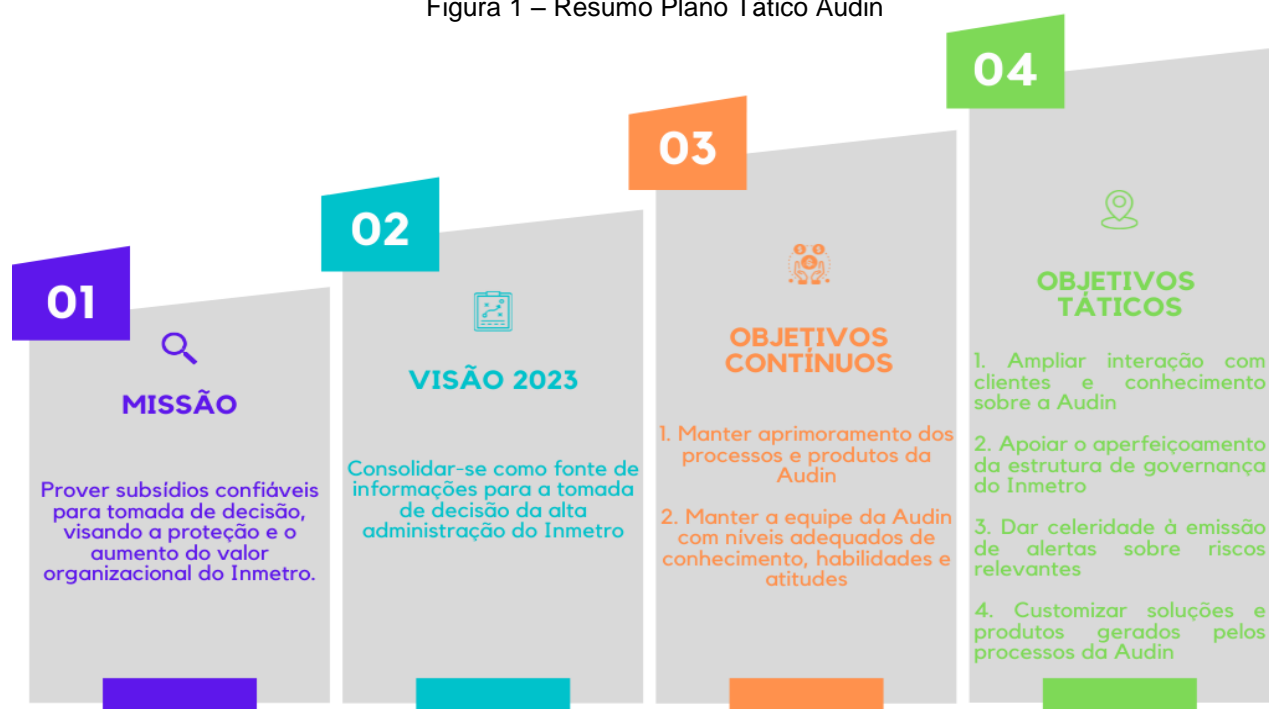 Figura 1 – Resumo Plano Tático Audin
01
MISSÃO
Prover subsídios confiáveis
para tomada de decisão,
visando a proteção e o
aumento do valor
organizacional do Inmetro.
02
VISÃO 2023
Consolidar-se como fonte de
informações para a tomada
de decisão da alta
administração do Inmetro
03
OBJETIVOS
CONTÍNUOS
1. Manter aprimoramento dos
processos e produtos da
Audin
2. Manter a equipe da Audin
com níveis adequados de
conhecimento, habilidades e
atitudes
04
OBJETIVOS
TÁTICOS
1. Ampliar interação com
clientes e conhecimento
sobre a Audin
2. Apoiar o aperfeiçoamento
da estrutura de governança
do Inmetro
3. Dar celeridade à emissão
de alertas sobre riscos
relevantes
4. Customizar soluções e
produtos gerados pelos
processos da Audin